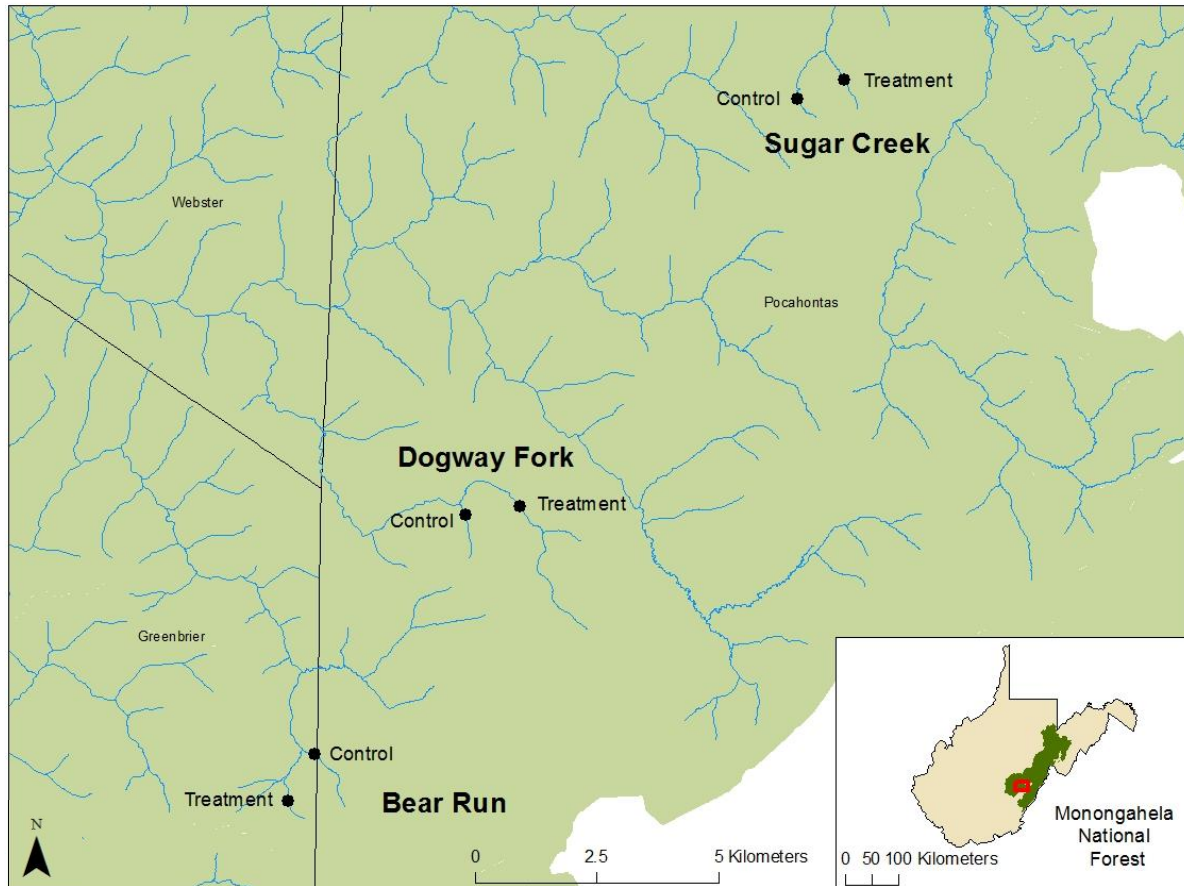 Treatment
Control
Sugar Creek
Webster
Pocahontas
Dogway Fork
Treatment
Control
Greenbrier
Control
Treatment
Bear Run
N
0 2.5 5 Kilometers
Monongahela
National
Forest
0 50 100 Kilometers